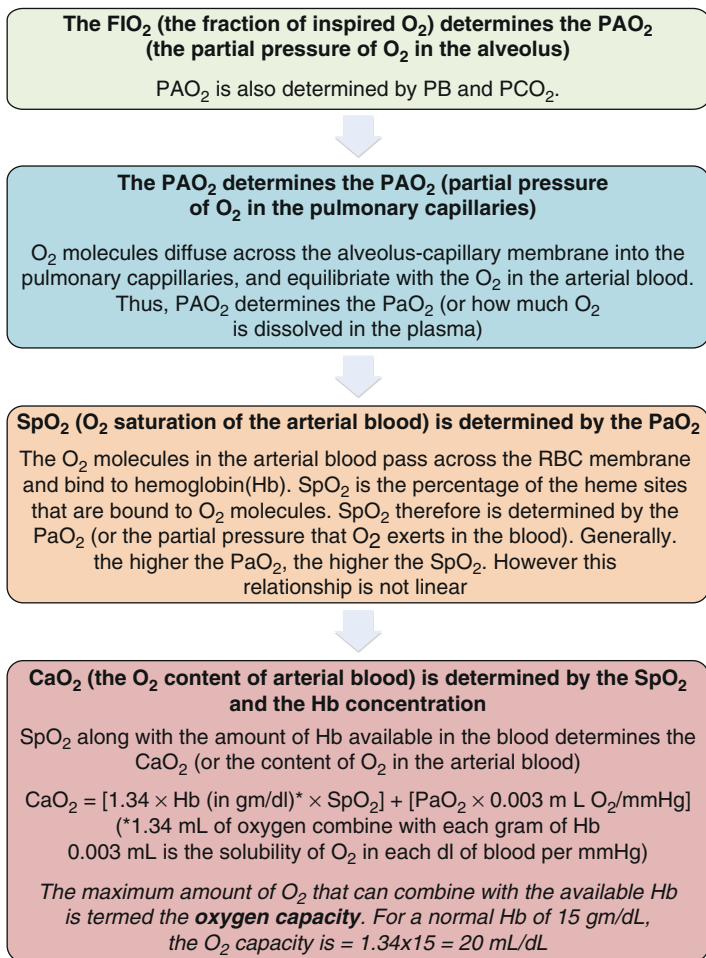 The FIO₂ (the fraction of inspired O₂) determines the PAO₂
(the partial pressure of O₂ in the alveolus)
PAO₂ is also determined by PB and PCO₂.
The PAO₂ determines the PAO₂ (partial pressure
of O₂ in the pulmonary capillaries)
O₂ molecules diffuse across the alveolus-capillary membrane into the
pulmonary cappillaries, and equilibriate with the O₂ in the arterial blood.
Thus, PAO₂ determines the PaO₂ (or how much O₂
is dissolved in the plasma)
SpO₂ (O₂ saturation of the arterial blood) is determined by the PaO₂
The O₂ molecules in the arterial blood pass across the RBC membrane
and bind to hemoglobin(Hb). SpO₂ is the percentage of the heme sites
that are bound to O₂ molecules. SpO₂ therefore is determined by the
PaO₂ (or the partial pressure that O₂ exerts in the blood). Generally.
the higher the PaO₂, the higher the SpO₂. However this
relationship is not linear
CaO₂ (the O₂ content of arterial blood) is determined by the SpO₂
and the Hb concentration
SpO₂ along with the amount of Hb available in the blood determines the
CaO₂ (or the content of O₂ in the arterial blood)
CaO₂ = [1.34 × Hb (in gm/dl)* × SpO₂] + [PaO₂ × 0.003 m L O₂/mmHg]
(*1.34 mL of oxygen combine with each gram of Hb
0.003 mL is the solubility of O₂ in each dl of blood per mmHg)
The maximum amount of O₂ that can combine with the available Hb
is termed the oxygen capacity. For a normal Hb of 15 gm/dL,
the O₂ capacity is = 1.34x15 = 20 mL/dL